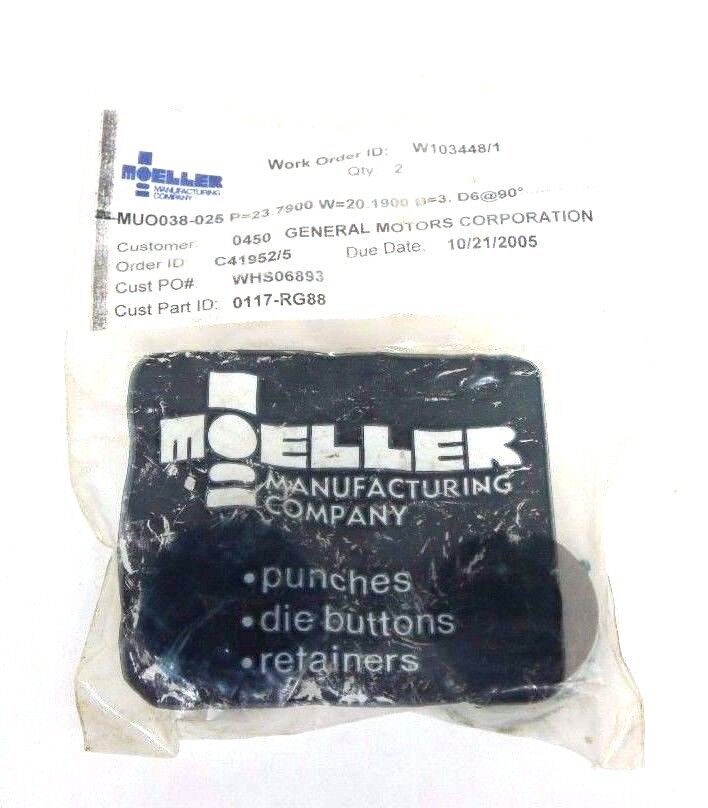 MOELLER
MANUFACTURING
COMPANY
Work Order ID: W103448/1
Qty: 2
MUO038-025 P=23.7900 W=20.1900 B=3. D6@90°
Customer: 0450 GENERAL MOTORS CORPORATION
Order ID: C41952/5 Due Date: 10/21/2005
Cust PO# WHS06893
Cust Part ID: 0117-RG88
MOELLER
MANUFACTURING
COMPANY
• punches
• die buttons
• retainers